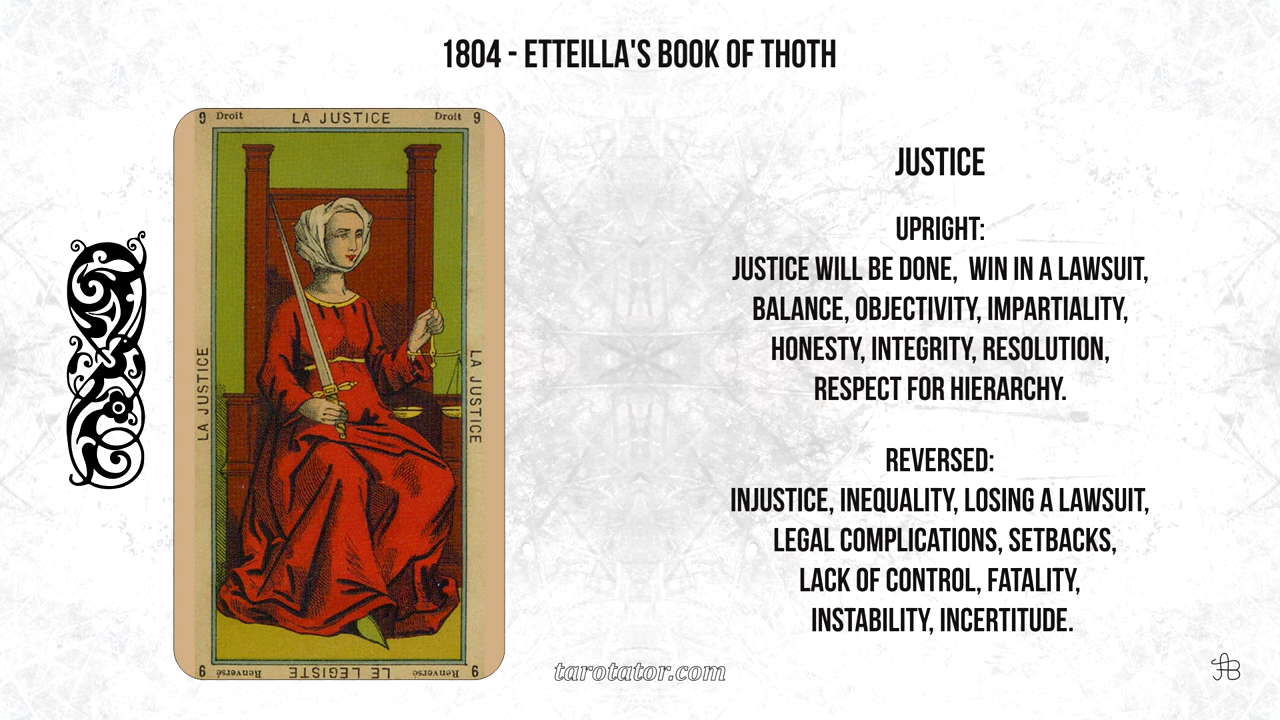 1804 - ETTEILLA'S BOOK OF THOTH
9 Droit LA JUSTICE Droit 9
LA JUSTICE
LA JUSTICE
9 Renversé LE LEGISTE Renversé 9
JUSTICE
UPRIGHT:
JUSTICE WILL BE DONE, WIN IN A LAWSUIT,
BALANCE, OBJECTIVITY, IMPARTIALITY,
HONESTY, INTEGRITY, RESOLUTION,
RESPECT FOR HIERARCHY.
REVERSED:
INJUSTICE, INEQUALITY, LOSING A LAWSUIT,
LEGAL COMPLICATIONS, SETBACKS,
LACK OF CONTROL, FATALITY,
INSTABILITY, INCERTITUDE.
tarotator.com